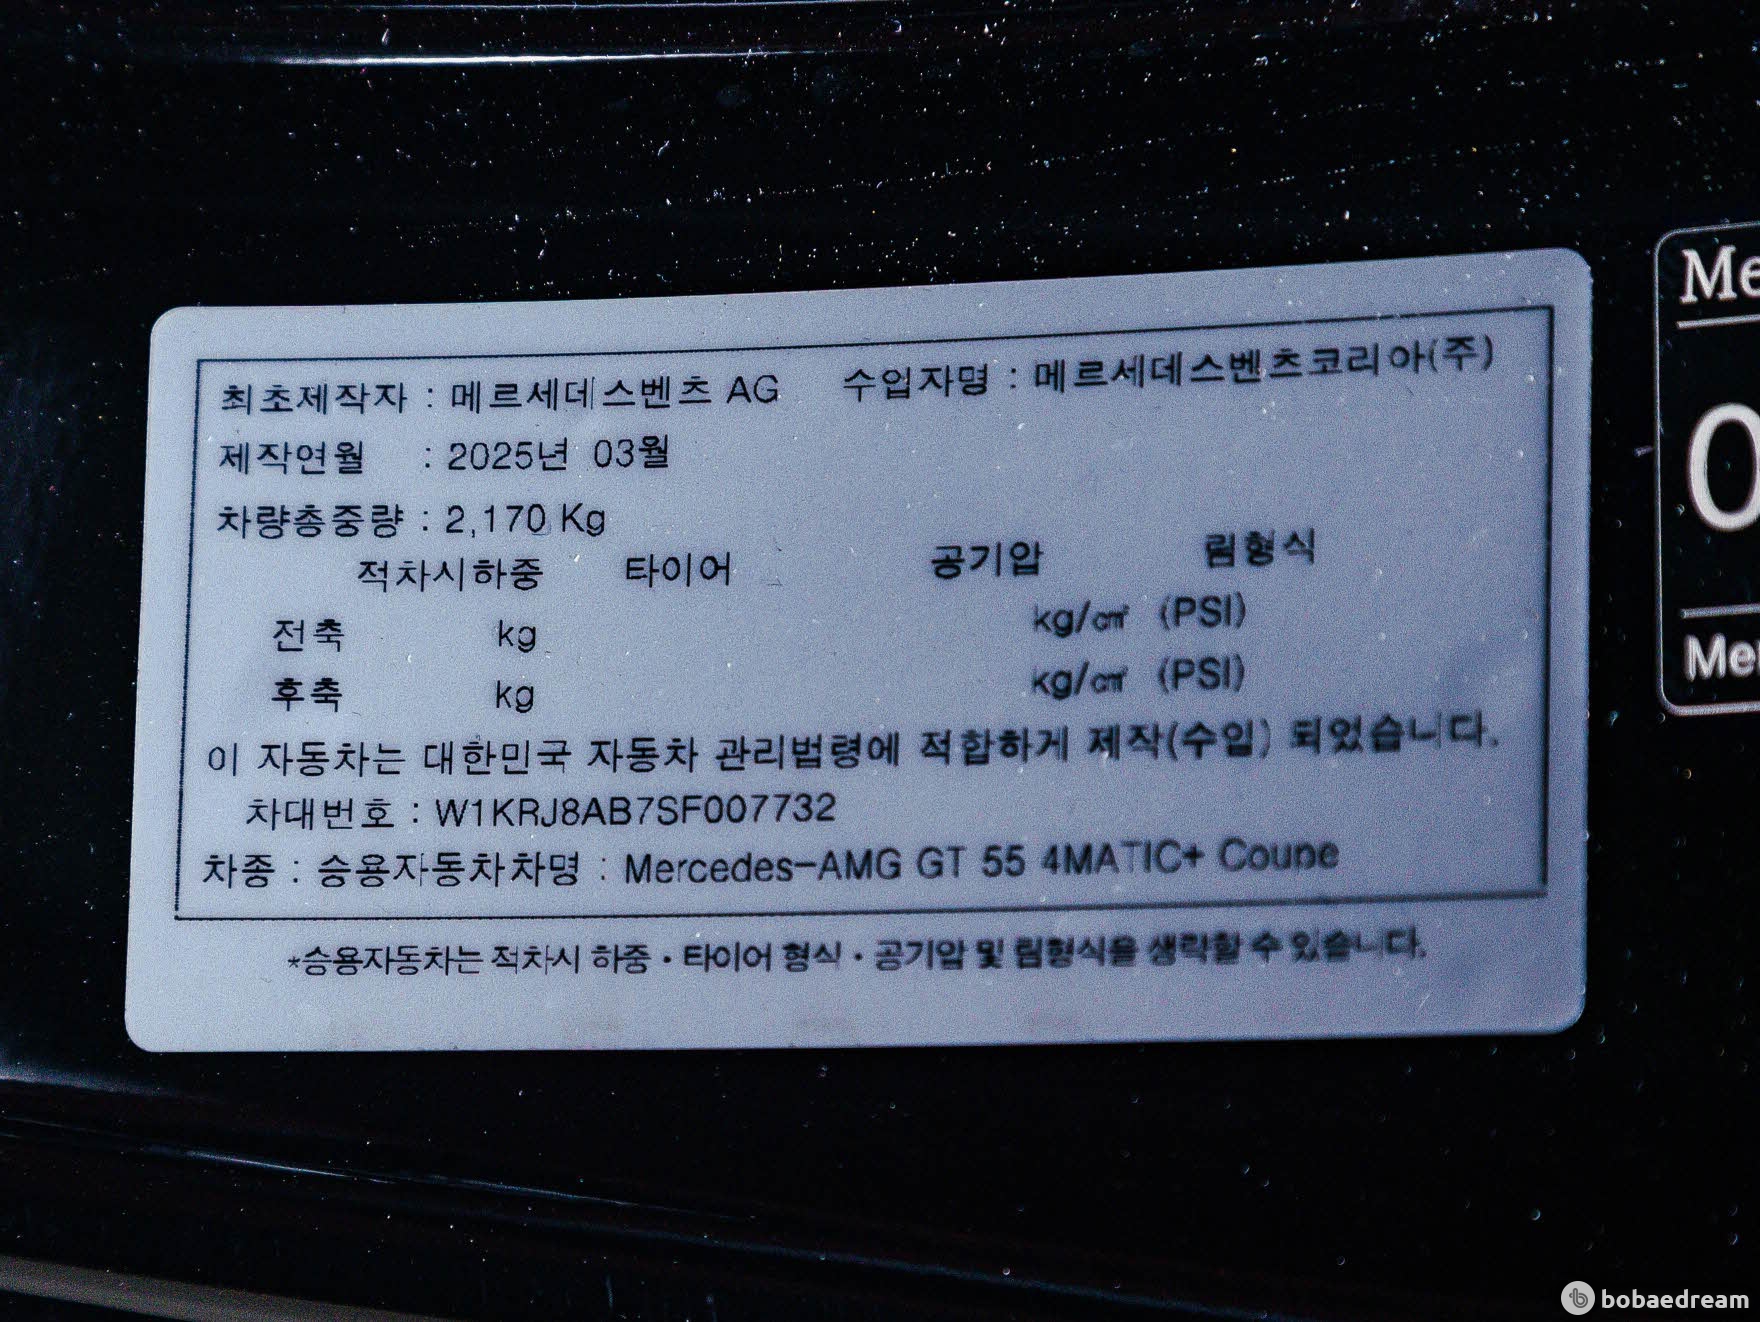 최초제작자 : 메르세데스벤츠 AG 수입자명 : 메르세데스벤츠코리아(주)
제작연월 : 2025년 03월
차량총중량 : 2,170 Kg
적차시하중 타이어 공기압 림형식
전축 kg kg/㎠ (PSI)
후축 kg kg/㎠ (PSI)
이 자동차는 대한민국 자동차 관리법령에 적합하게 제작(수입) 되었습니다.
차대번호 : W1KRJ8AB7SF007732
차종 : 승용자동차차명 : Mercedes-AMG GT 55 4MATIC+ Coupe
*승용자동차는 적차시 하중·타이어 형식·공기압 및 림형식을 생략할 수 있습니다.
Me
0
Me
bobaedream